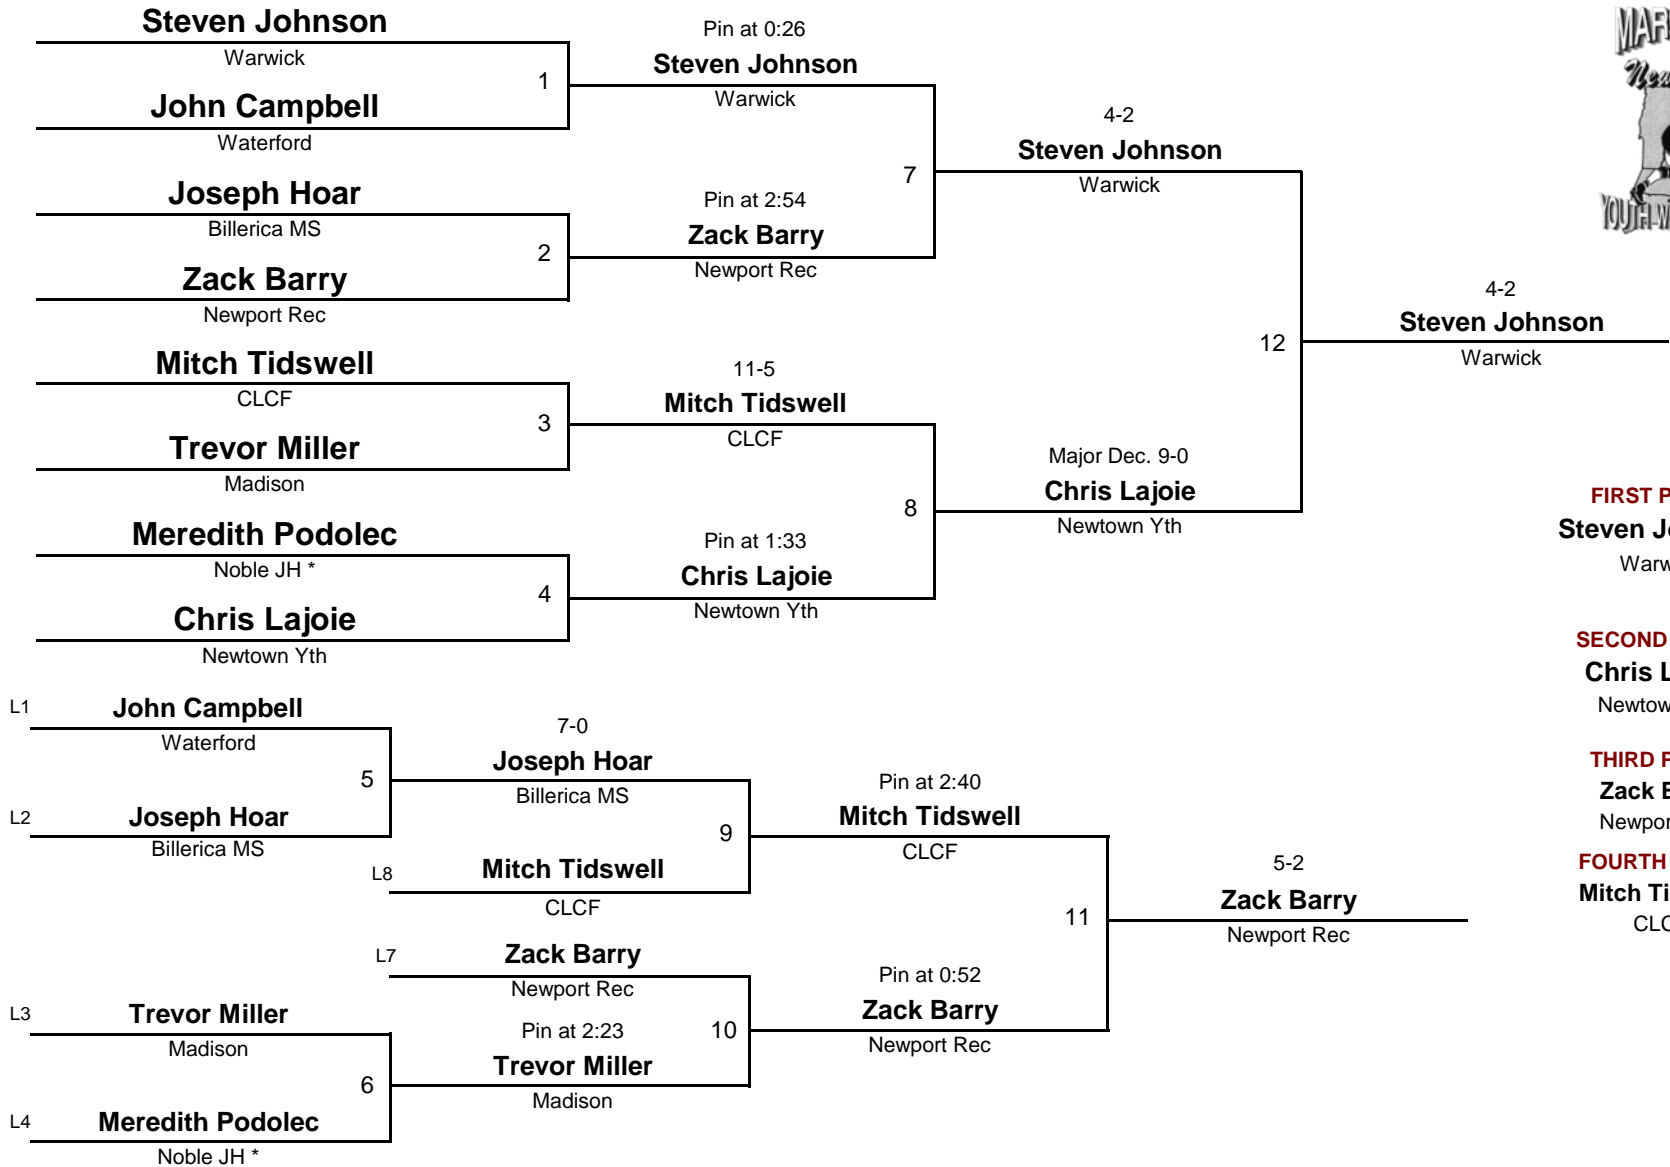 Steven Johnson
Warwick
1
John Campbell
Waterford
Joseph Hoar
Billerica MS
2
Zack Barry
Newport Rec
Mitch Tidswell
CLCF
3
Trevor Miller
Madison
Meredith Podolec
Noble JH *
4
Chris Lajoie
Newtown Yth
Pin at 0:26
Steven Johnson
Warwick
7
Pin at 2:54
Zack Barry
Newport Rec
11-5
Mitch Tidswell
CLCF
8
Pin at 1:33
Chris Lajoie
Newtown Yth
4-2
Steven Johnson
Warwick
12
Major Dec. 9-0
Chris Lajoie
Newtown Yth
4-2
Steven Johnson
Warwick
L1
John Campbell
Waterford
5
L2
Joseph Hoar
Billerica MS
L3
Trevor Miller
Madison
6
L4
Meredith Podolec
Noble JH *
7-0
Joseph Hoar
Billerica MS
9
L8
Mitch Tidswell
CLCF
L7
Zack Barry
Newport Rec
10
Pin at 2:23
Trevor Miller
Madison
Pin at 2:40
Mitch Tidswell
CLCF
11
Pin at 0:52
Zack Barry
Newport Rec
5-2
Zack Barry
Newport Rec
FIRST
Steven
SECOND
Chris
THIRD
Zack
FOURTH
Mitch